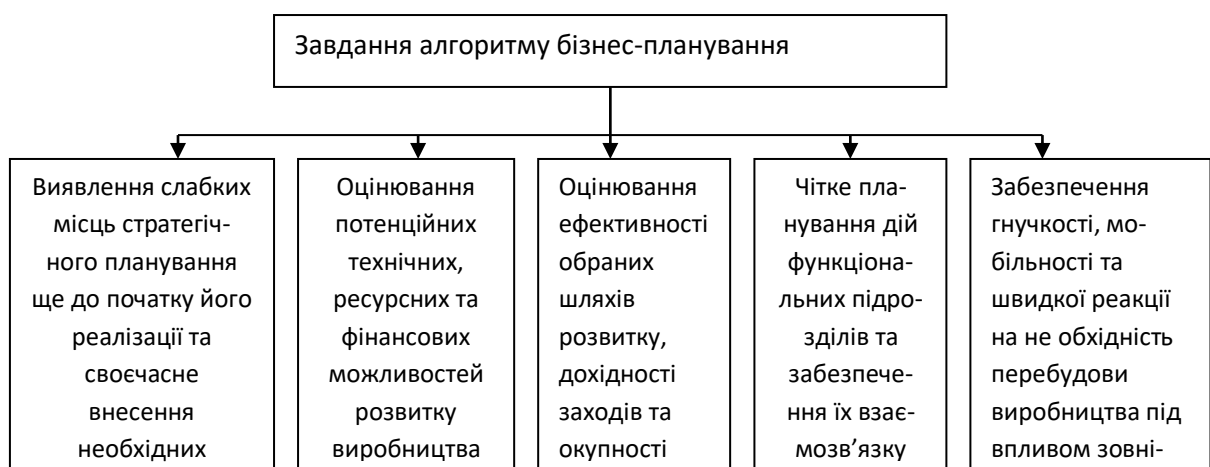 Завдання алгоритму бізнес-планування
Виявлення слабких
місць стратегіч-
ного планування
ще до початку його
реалізації та
своєчасне
внесення
необхідних
Оцінювання
потенційних
технічних,
ресурсних та
фінансових
можливостей
розвитку
виробництва
Оцінювання
ефективності
обраних
шляхів
розвитку,
дохідності
заходів та
окупності
Чітке пла-
нування дій
функціона-
льних підро-
зділів та
забезпече-
ння їх взає-
мозв’язку
Забезпечення
гнучкості, мо-
більності та
швидкої реакції
на не обхідність
перебудови
виробництва під
впливом зовні-